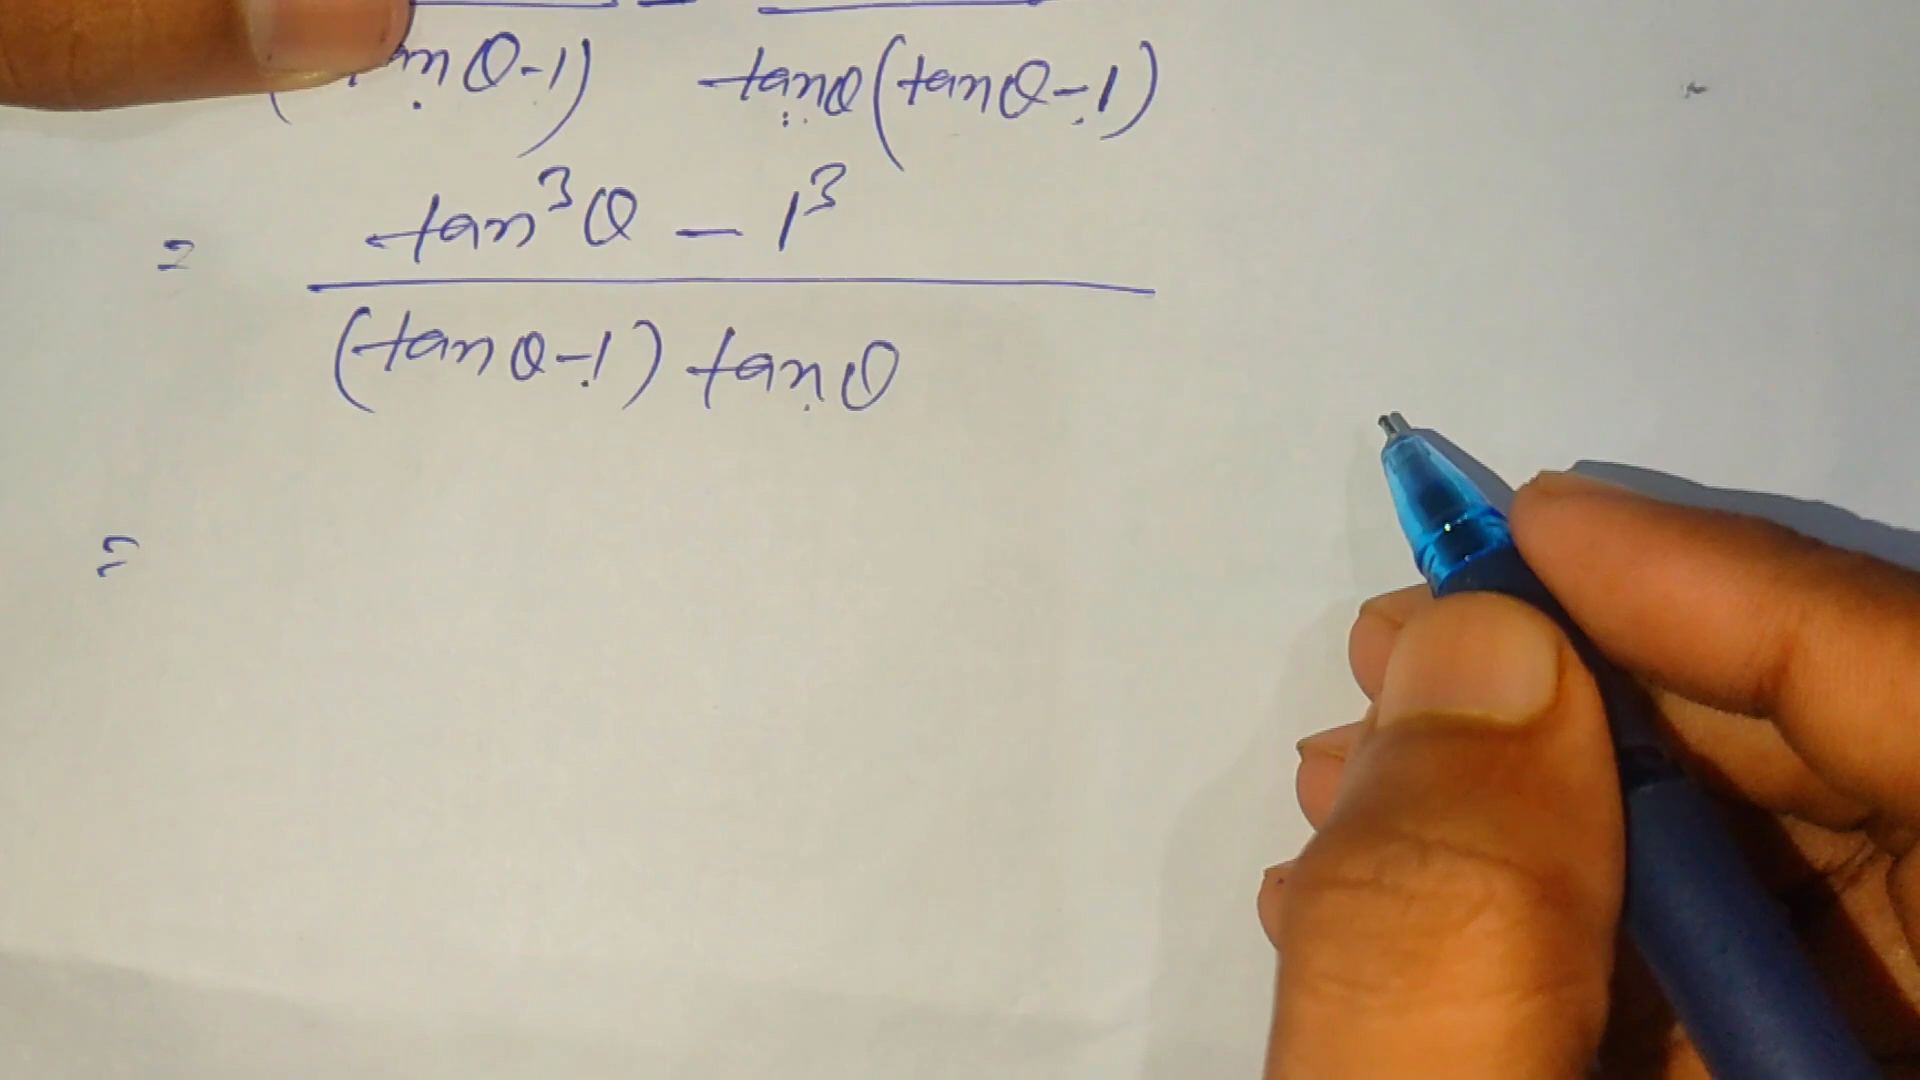 θ-1) tanθ(tanθ-1)
= tan³θ - 1³
(tanθ-1) tanθ
=